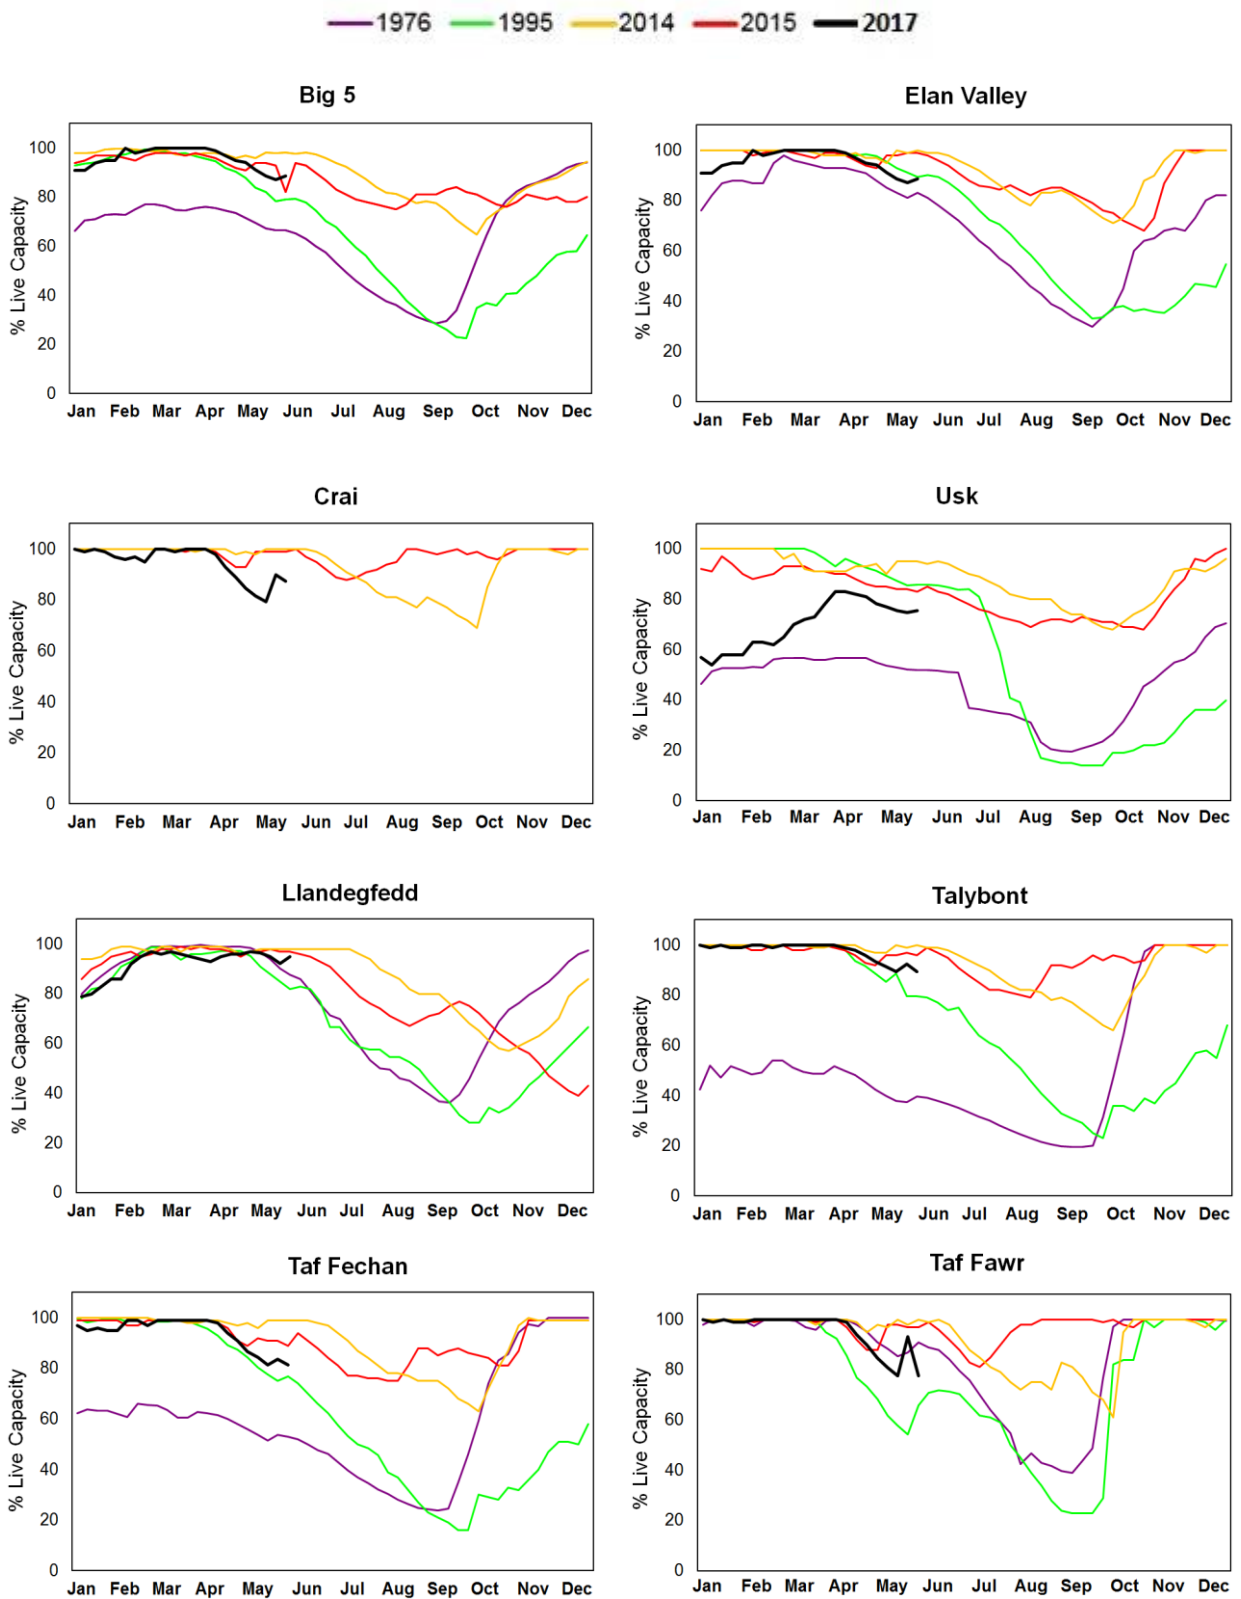 1976 1995 2014 2015 2017
Big 5
% Live Capacity
100
80
60
40
20
0
Jan Feb Mar Apr May Jun Jul Aug Sep Oct Nov Dec
Elan Valley
% Live Capacity
100
80
60
40
20
0
Jan Feb Mar Apr May Jun Jul Aug Sep Oct Nov Dec
Crai
% Live Capacity
100
80
60
40
20
0
Jan Feb Mar Apr May Jun Jul Aug Sep Oct Nov Dec
Usk
% Live Capacity
100
80
60
40
20
0
Jan Feb Mar Apr May Jun Jul Aug Sep Oct Nov Dec
Llandegfedd
% Live Capacity
100
80
60
40
20
0
Jan Feb Mar Apr May Jun Jul Aug Sep Oct Nov Dec
Talybont
% Live Capacity
100
80
60
40
20
0
Jan Feb Mar Apr May Jun Jul Aug Sep Oct Nov Dec
Taf Fechan
% Live Capacity
100
80
60
40
20
0
Jan Feb Mar Apr May Jun Jul Aug Sep Oct Nov Dec
Taf Fawr
% Live Capacity
100
80
60
40
20
0
Jan Feb Mar Apr May Jun Jul Aug Sep Oct Nov Dec